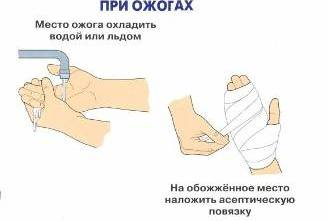 ПРИ ОЖОГАХ
Место ожога охладить
водой или льдом
На обожжённое место
наложить асептическую
повязку